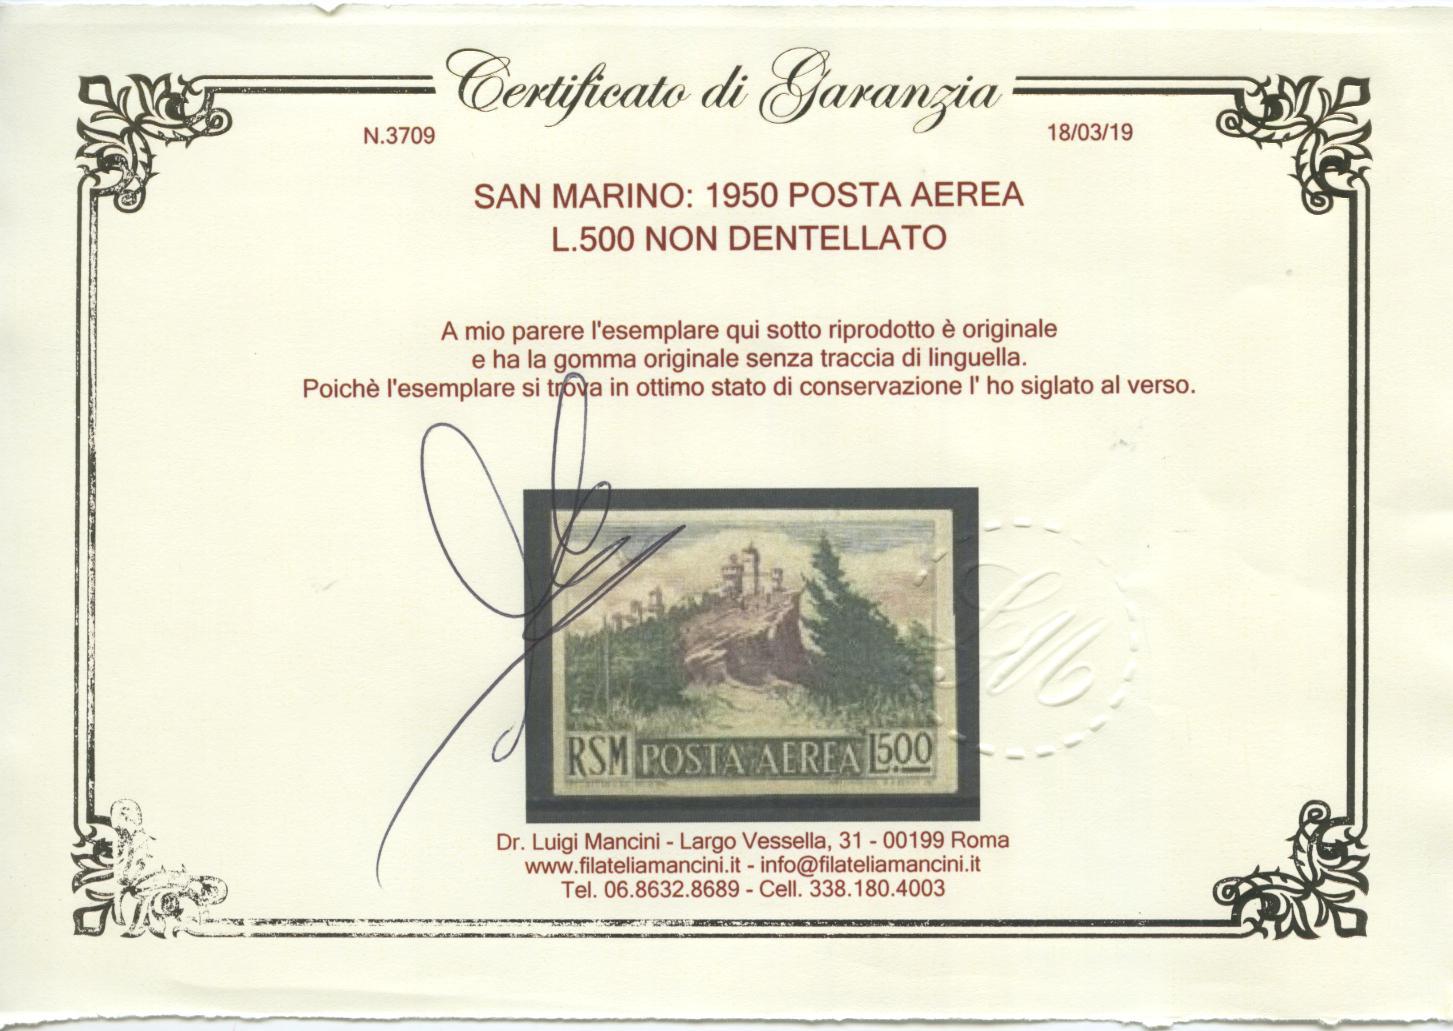 Certificato di Garanzia
N.3709
18/03/19
SAN MARINO: 1950 POSTA AEREA
L.500 NON DENTELLATO
A mio parere l'esemplare qui sotto riprodotto è originale
e ha la gomma originale senza traccia di linguella.
Poichè l'esemplare si trova in ottimo stato di conservazione l' ho siglato al verso.
RSM POSTA AEREA L500
LM
Dr. Luigi Mancini - Largo Vessella, 31 - 00199 Roma
www.filateliamancini.it - info@filateliamancini.it
Tel. 06.8632.8689 - Cell. 338.180.4003